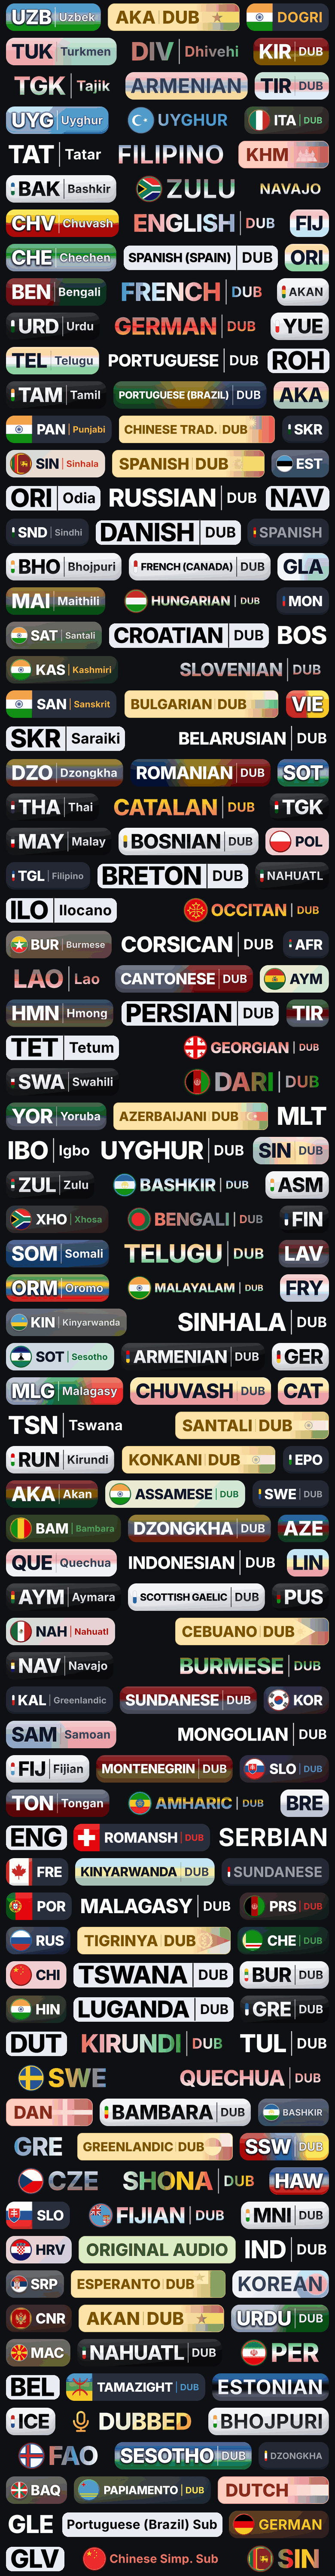 UZB Uzbek AKA DUB DOGRI
TUK Turkmen DIV Dhivehi KIR DUB
TGK Tajik ARMENIAN TIR DUB
UYG Uyghur UYGHUR ITA DUB
TAT Tatar FILIPINO KHM
BAK Bashkir ZULU NAVAJO
CHV Chuvash ENGLISH DUB FIJ
CHE Chechen SPANISH (SPAIN) DUB ORI
BEN Bengali FRENCH DUB AKAN
URD Urdu GERMAN DUB YUE
TEL Telugu PORTUGUESE DUB ROH
TAM Tamil PORTUGUESE (BRAZIL) DUB AKA
PAN Punjabi CHINESE TRAD. DUB SKR
SIN Sinhala SPANISH DUB EST
ORI Odia RUSSIAN DUB NAV
SND Sindhi DANISH DUB SPANISH
BHO Bhojpuri FRENCH (CANADA) DUB GLA
MAI Maithili HUNGARIAN DUB MON
SAT Santali CROATIAN DUB BOS
KAS Kashmiri SLOVENIAN DUB
SAN Sanskrit BULGARIAN DUB VIE
SKR Saraiki BELARUSIAN DUB
DZO Dzongkha ROMANIAN DUB SOT
THA Thai CATALAN DUB TGK
MAY Malay BOSNIAN DUB POL
TGL Filipino BRETON DUB NAHUATL
ILO Ilocano OCCITAN DUB
BUR Burmese CORSICAN DUB AFR
LAO Lao CANTONESE DUB AYM
HMN Hmong PERSIAN DUB TIR
TET Tetum GEORGIAN DUB
SWA Swahili DARI DUB
YOR Yoruba AZERBAIJANI DUB MLT
IBO Igbo UYGHUR DUB SIN DUB
ZUL Zulu BASHKIR DUB ASM
XHO Xhosa BENGALI DUB FIN
SOM Somali TELUGU DUB LAV
ORM Oromo MALAYALAM DUB FRY
KIN Kinyarwanda SINHALA DUB
SOT Sesotho ARMENIAN DUB GER
MLG Malagasy CHUVASH DUB CAT
TSN Tswana SANTALI DUB
RUN Kirundi KONKANI DUB EPO
AKA Akan ASSAMESE DUB SWE DUB
BAM Bambara DZONGKHA DUB AZE
QUE Quechua INDONESIAN DUB LIN
AYM Aymara SCOTTISH GAELIC DUB PUS
NAH Nahuatl CEBUANO DUB
NAV Navajo BURMESE DUB
KAL Greenlandic SUNDANESE DUB KOR
SAM Samoan MONGOLIAN DUB
FIJ Fijian MONTENEGRIN DUB SLO DUB
TON Tongan AMHARIC DUB BRE
ENG ROMANSH DUB SERBIAN
FRE KINYARWANDA DUB SUNDANESE
POR MALAGASY DUB PRS DUB
RUS TIGRINYA DUB CHE DUB
CHI TSWANA DUB BUR DUB
HIN LUGANDA DUB GRE DUB
DUT KIRUNDI DUB TUL DUB
SWE QUECHUA DUB
DAN BAMBARA DUB BASHKIR
GRE GREENLANDIC DUB SSW DUB
CZE SHONA DUB HAW
SLO FIJIAN DUB MNI DUB
HRV ORIGINAL AUDIO IND DUB
SRP ESPERANTO DUB KOREAN
CNR AKAN DUB URDU DUB
MAC NAHUATL DUB PER
BEL TAMAZIGHT DUB ESTONIAN
ICE DUBBED BHOJPURI
FAO SESOTHO DUB DZONGKHA
BAQ PAPIAMENTO DUB DUTCH
GLE Portuguese (Brazil) Sub GERMAN
GLV Chinese Simp. Sub SIN